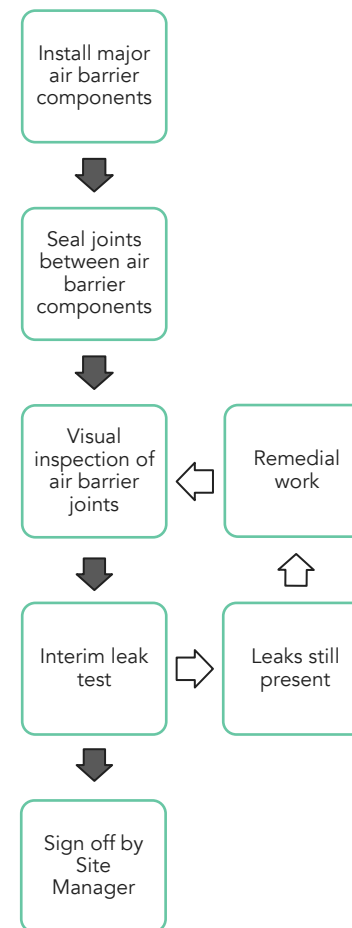 Install major
air barrier
components
Seal joints
between air
barrier
components
Visual
inspection of
air barrier
joints
Remedial
work
Interim leak
test
Leaks still
present
Sign off by
Site
Manager